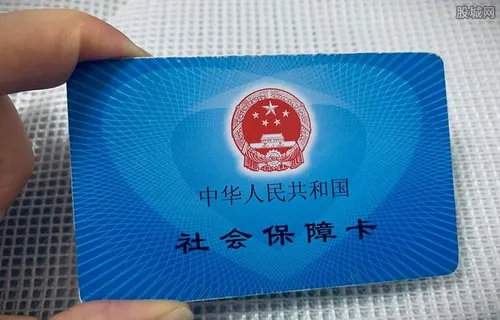 股城网
中华人民共和国
社会保障卡